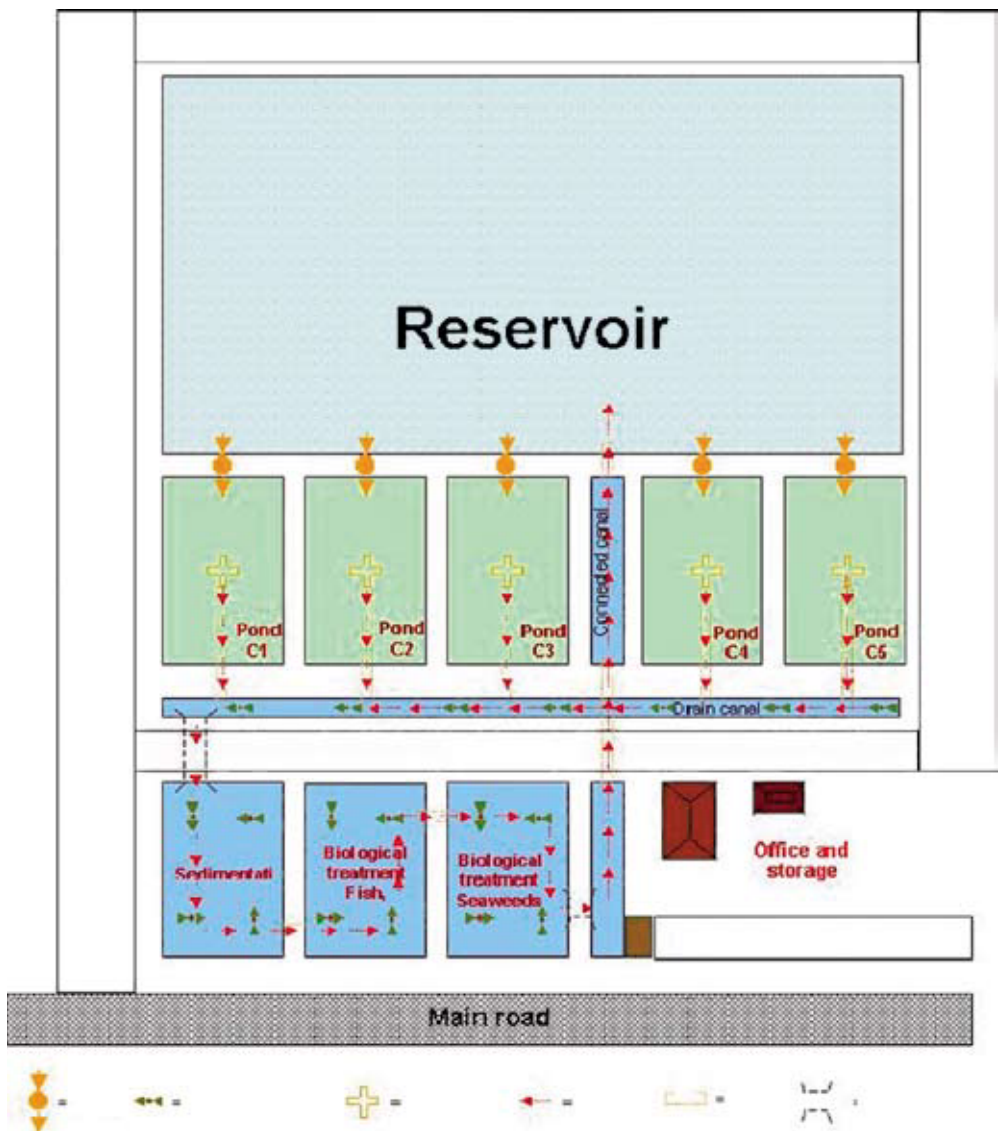 Reservoir
Connected canal
Pond
C1
Pond
C2
Pond
C3
Pond
C4
Pond
C5
Drain canal
Sedimentati
Biological
treatment
Fish,
Biological
treatment
Seaweeds
Office and
storage
Main road
=
=
=
=
=
: